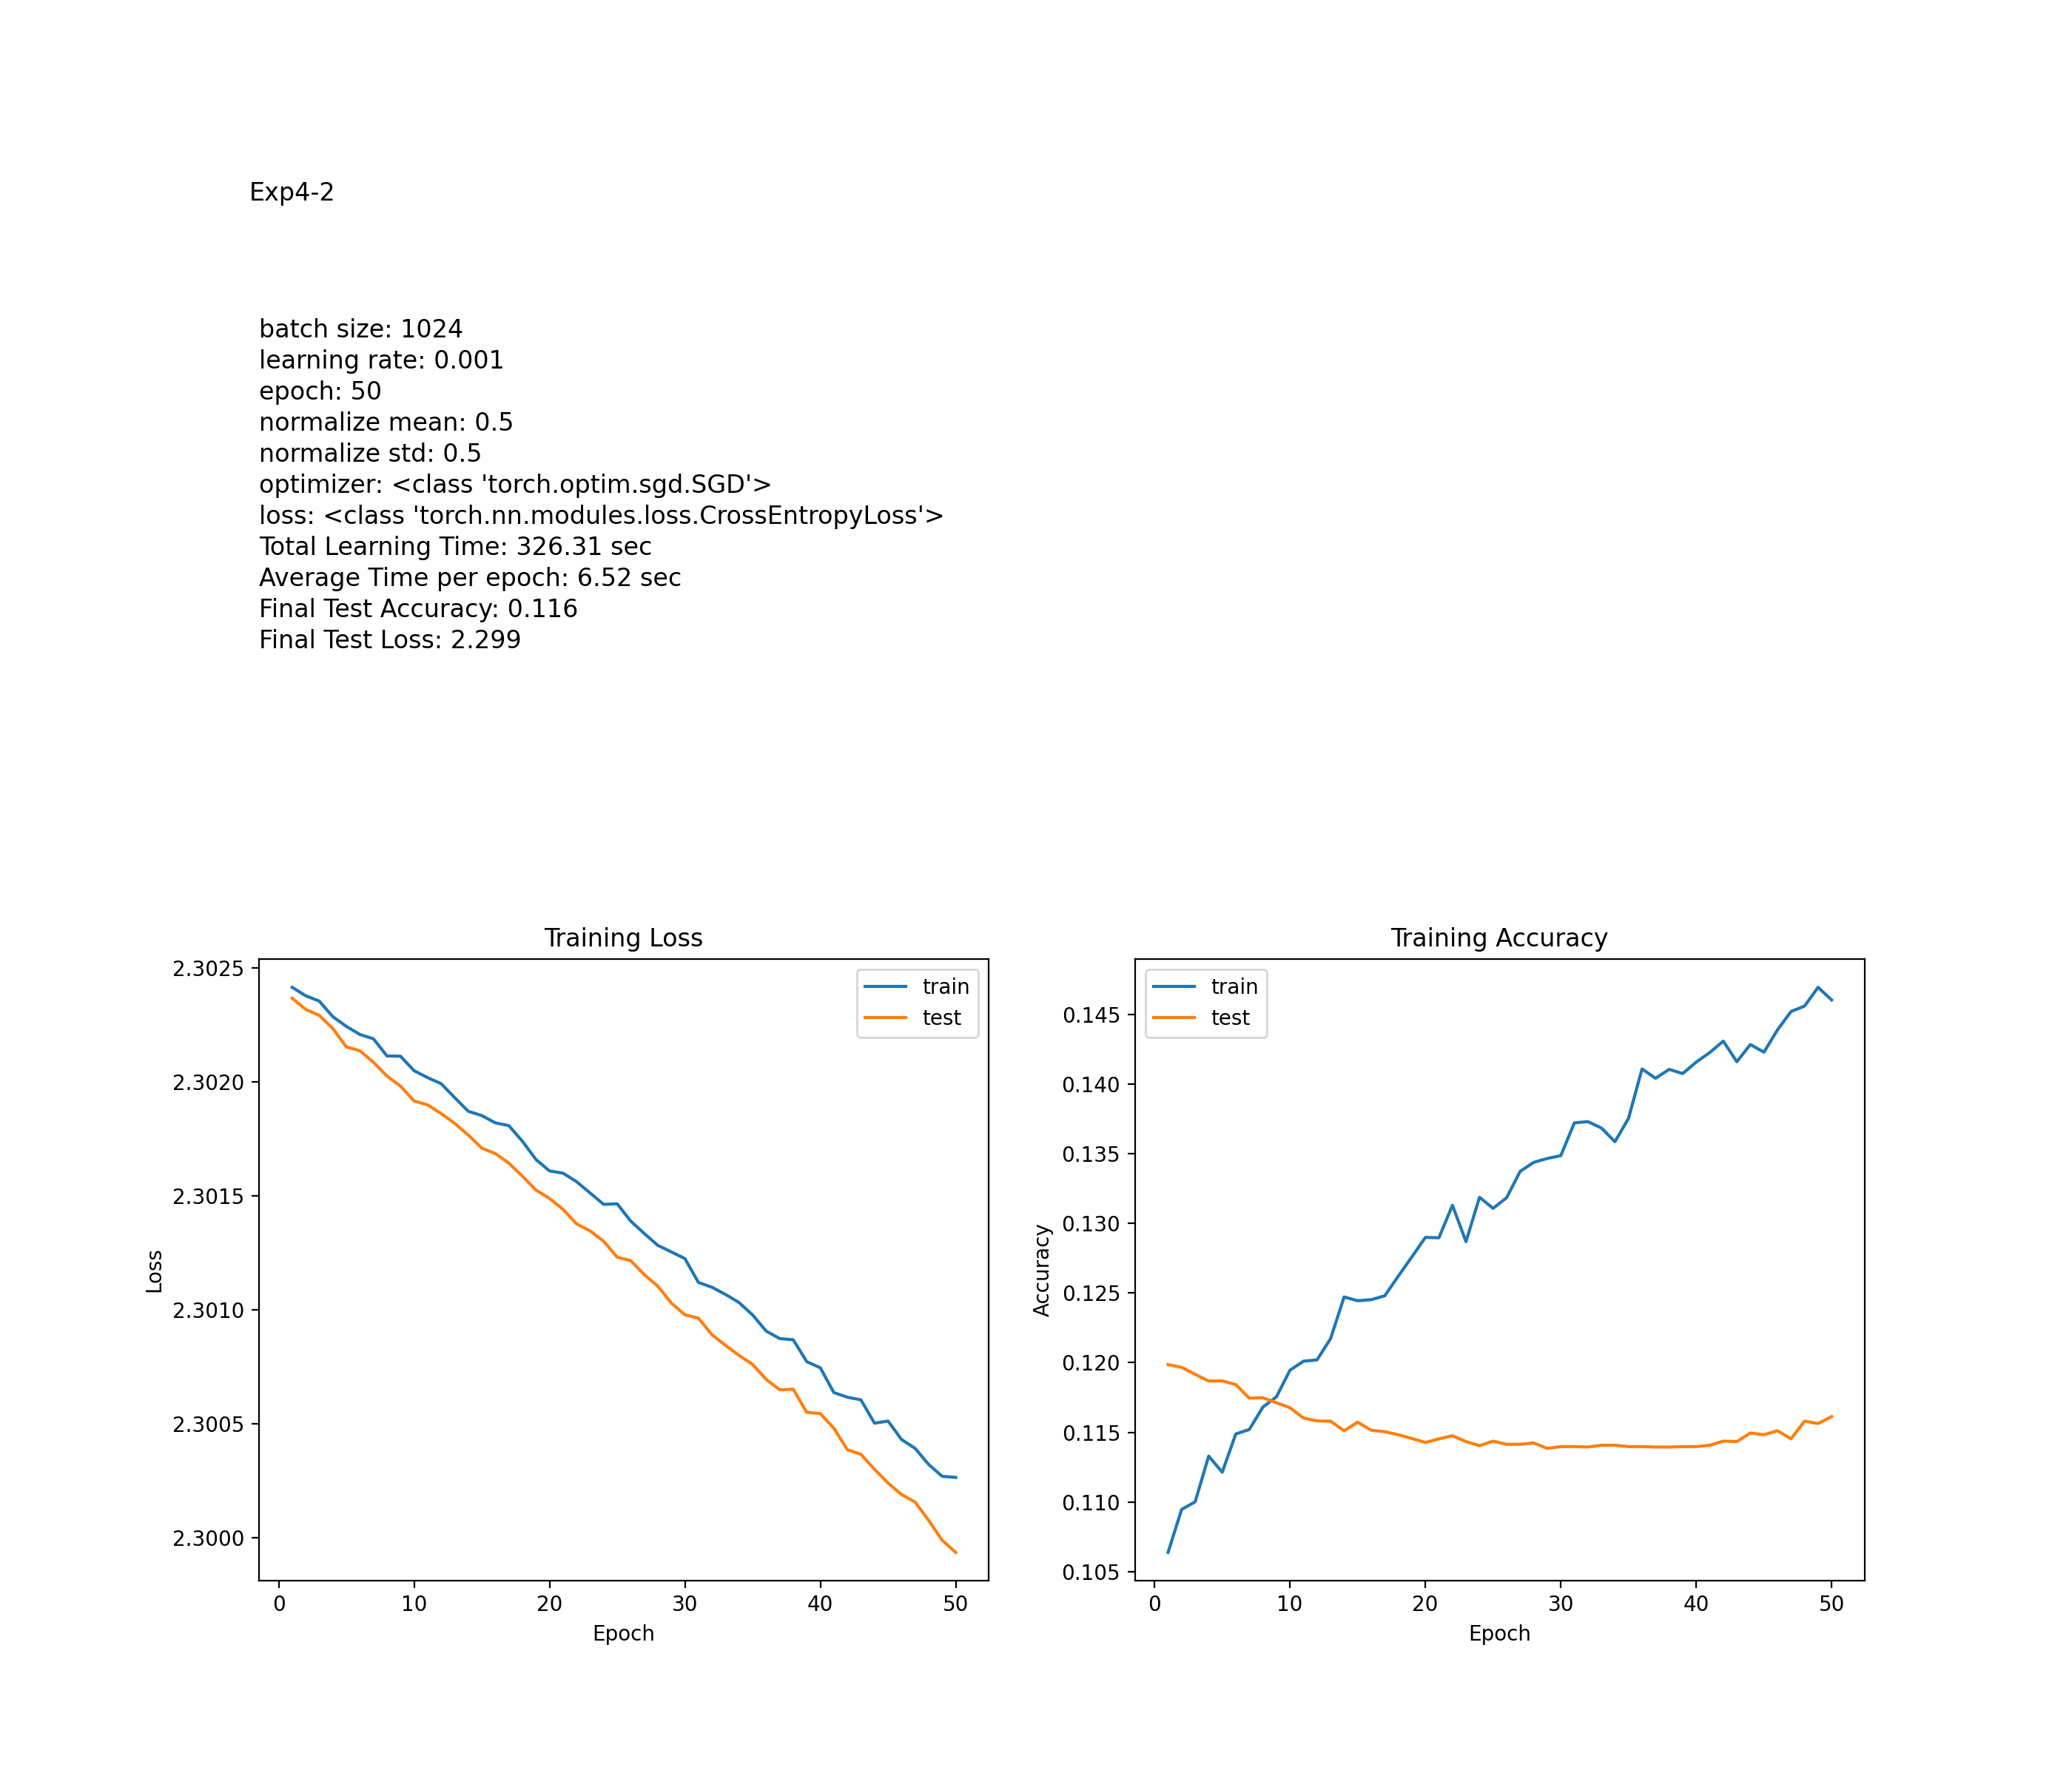 Exp4-2
batch size: 1024
learning rate: 0.001
epoch: 50
normalize mean: 0.5
normalize std: 0.5
optimizer: <class 'torch.optim.sgd.SGD'>
loss: <class 'torch.nn.modules.loss.CrossEntropyLoss'>
Total Learning Time: 326.31 sec
Average Time per epoch: 6.52 sec
Final Test Accuracy: 0.116
Final Test Loss: 2.299
Training Loss
2.3025
2.3020
2.3015
2.3010
2.3005
2.3000
Loss
train
test
0 10 20 30 40 50
Epoch
Training Accuracy
0.145
0.140
0.135
0.130
0.125
0.120
0.115
0.110
0.105
Accuracy
train
test
0 10 20 30 40 50
Epoch